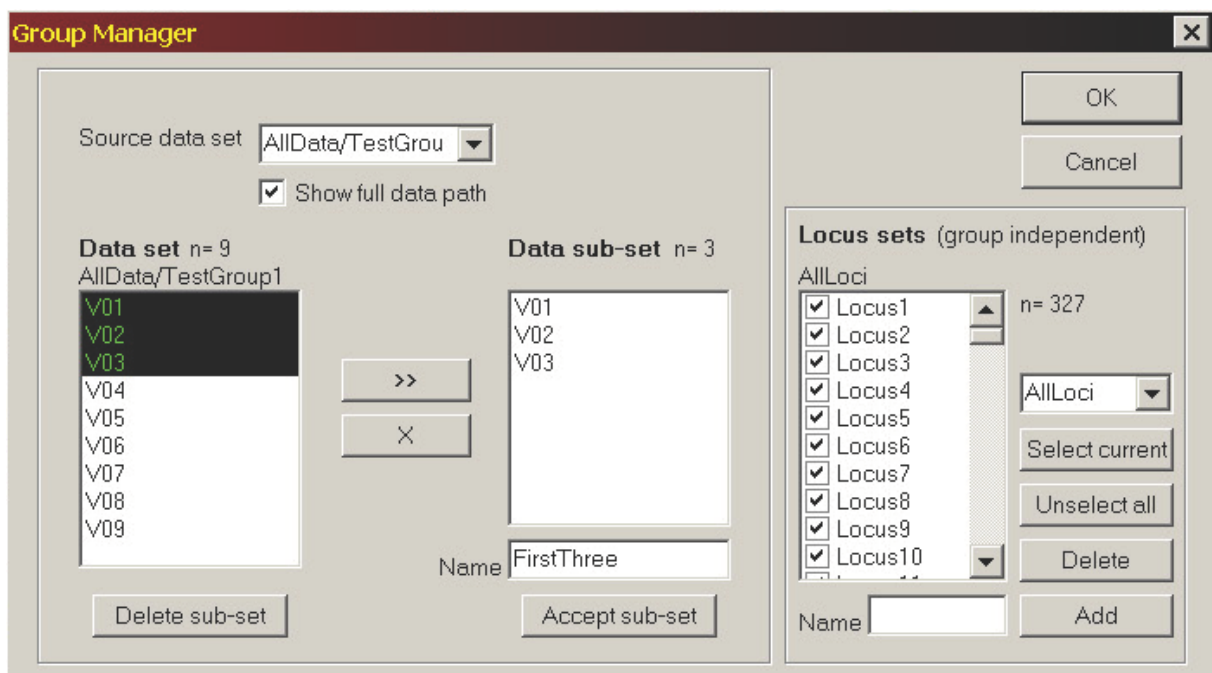 Group Manager
Source data set AllData/TestGrou
Show full data path
Data set n= 9
AllData/TestGroup1
V01
V02
V03
V04
V05
V06
V07
V08
V09
Delete sub-set
>>
X
Data sub-set n= 3
V01
V02
V03
Name FirstThree
Accept sub-set
OK
Cancel
Locus sets (group independent)
AllLoci
Locus1
Locus2
Locus3
Locus4
Locus5
Locus6
Locus7
Locus8
Locus9
Locus10
n= 327
AllLoci
Select current
Unselect all
Delete
Name
Add